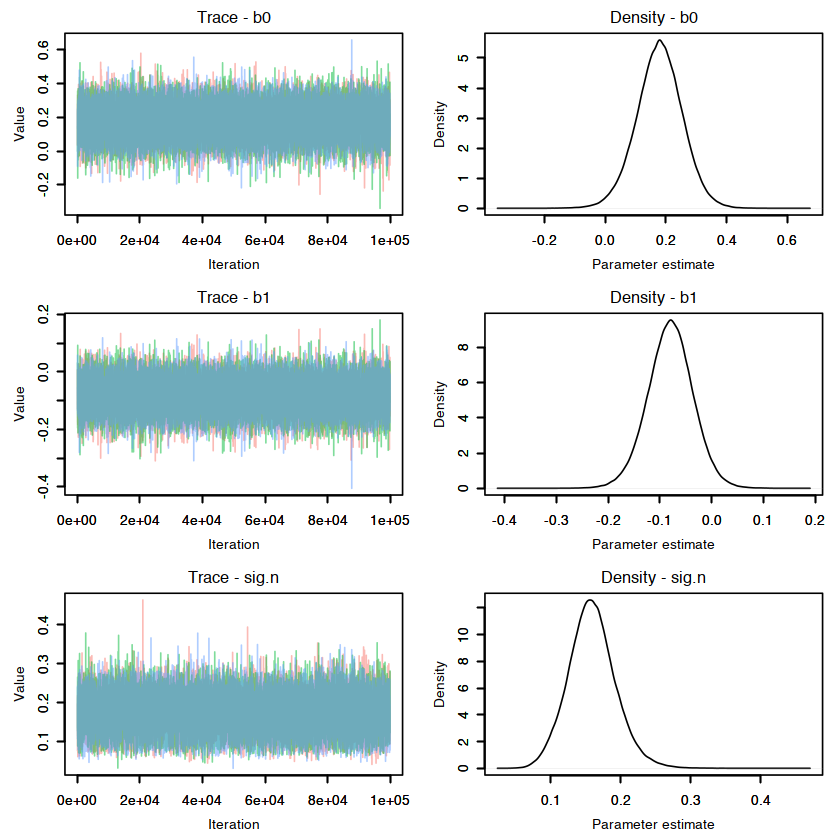 Trace - b0
Value
-0.2 0.0 0.2 0.4 0.6
0e+00 2e+04 4e+04 6e+04 8e+04 1e+05
Iteration
Density - b0
Density
0 1 2 3 4 5
-0.2 0.0 0.2 0.4 0.6
Parameter estimate
Trace - b1
Value
-0.4 -0.2 0.0 0.2
0e+00 2e+04 4e+04 6e+04 8e+04 1e+05
Iteration
Density - b1
Density
0 2 4 6 8
-0.4 -0.3 -0.2 -0.1 0.0 0.1 0.2
Parameter estimate
Trace - sig.n
Value
0.1 0.2 0.3 0.4
0e+00 2e+04 4e+04 6e+04 8e+04 1e+05
Iteration
Density - sig.n
Density
0 2 4 6 8 10
0.1 0.2 0.3 0.4
Parameter estimate